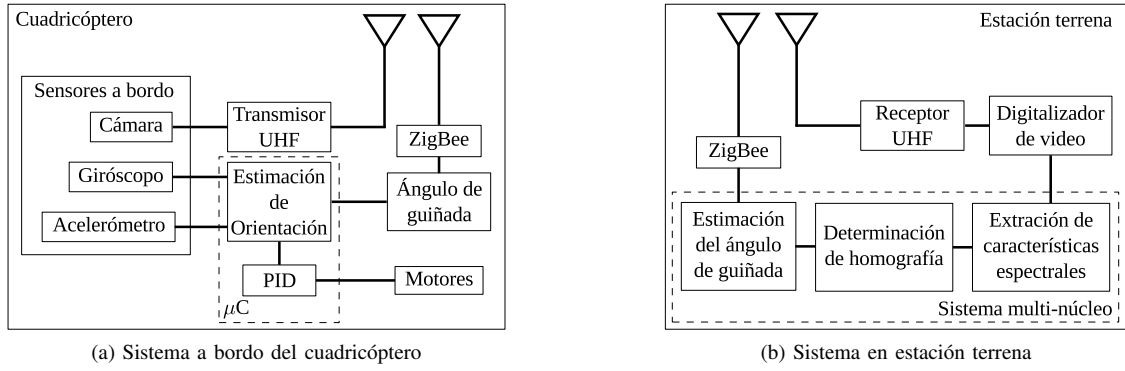 Cuadricóptero
Sensores a bordo
Cámara
Giróscopo
Acelerómetro
Transmisor
UHF
Estimación
de
Orientación
PID
μC
ZigBee
Ángulo de
guiñada
Motores
(a) Sistema a bordo del cuadricóptero
Estación terrena
ZigBee
Receptor
UHF
Digitalizador
de video
Estimación
del ángulo
de guiñada
Determinación
de homografía
Extración de
características
espectrales
Sistema multi-núcleo
(b) Sistema en estación terrena